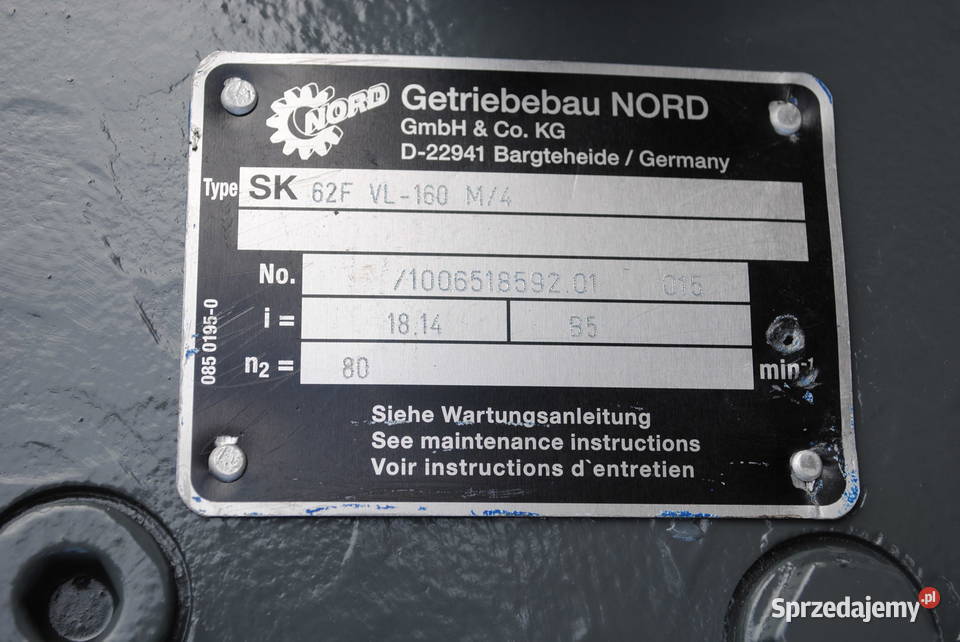 NORD
Getriebebau NORD
GmbH & Co. KG
D-22941 Bargteheide / Germany
Type SK 62F VL-160 M/4
No. /1006518592.01 015
i = 18.14 B5
n2 = 80 min-1
085 0195-0
Siehe Wartungsanleitung
See maintenance instructions
Voir instructions d`entretien
Sprzedajemy.pl